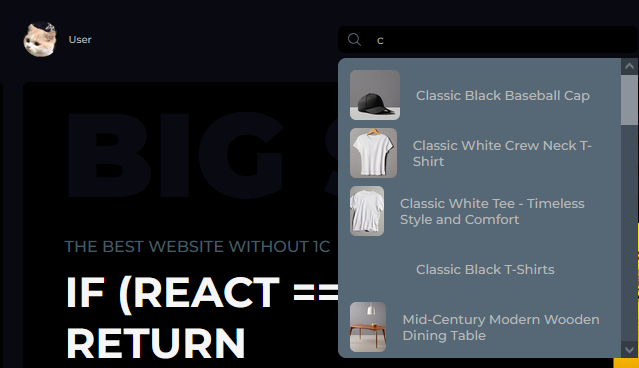 User
c
BIG S
THE BEST WEBSITE WITHOUT 1C
IF (REACT ==
RETURN
Classic Black Baseball Cap
Classic White Crew Neck T-
Shirt
Classic White Tee - Timeless
Style and Comfort
Classic Black T-Shirts
Mid-Century Modern Wooden
Dining Table